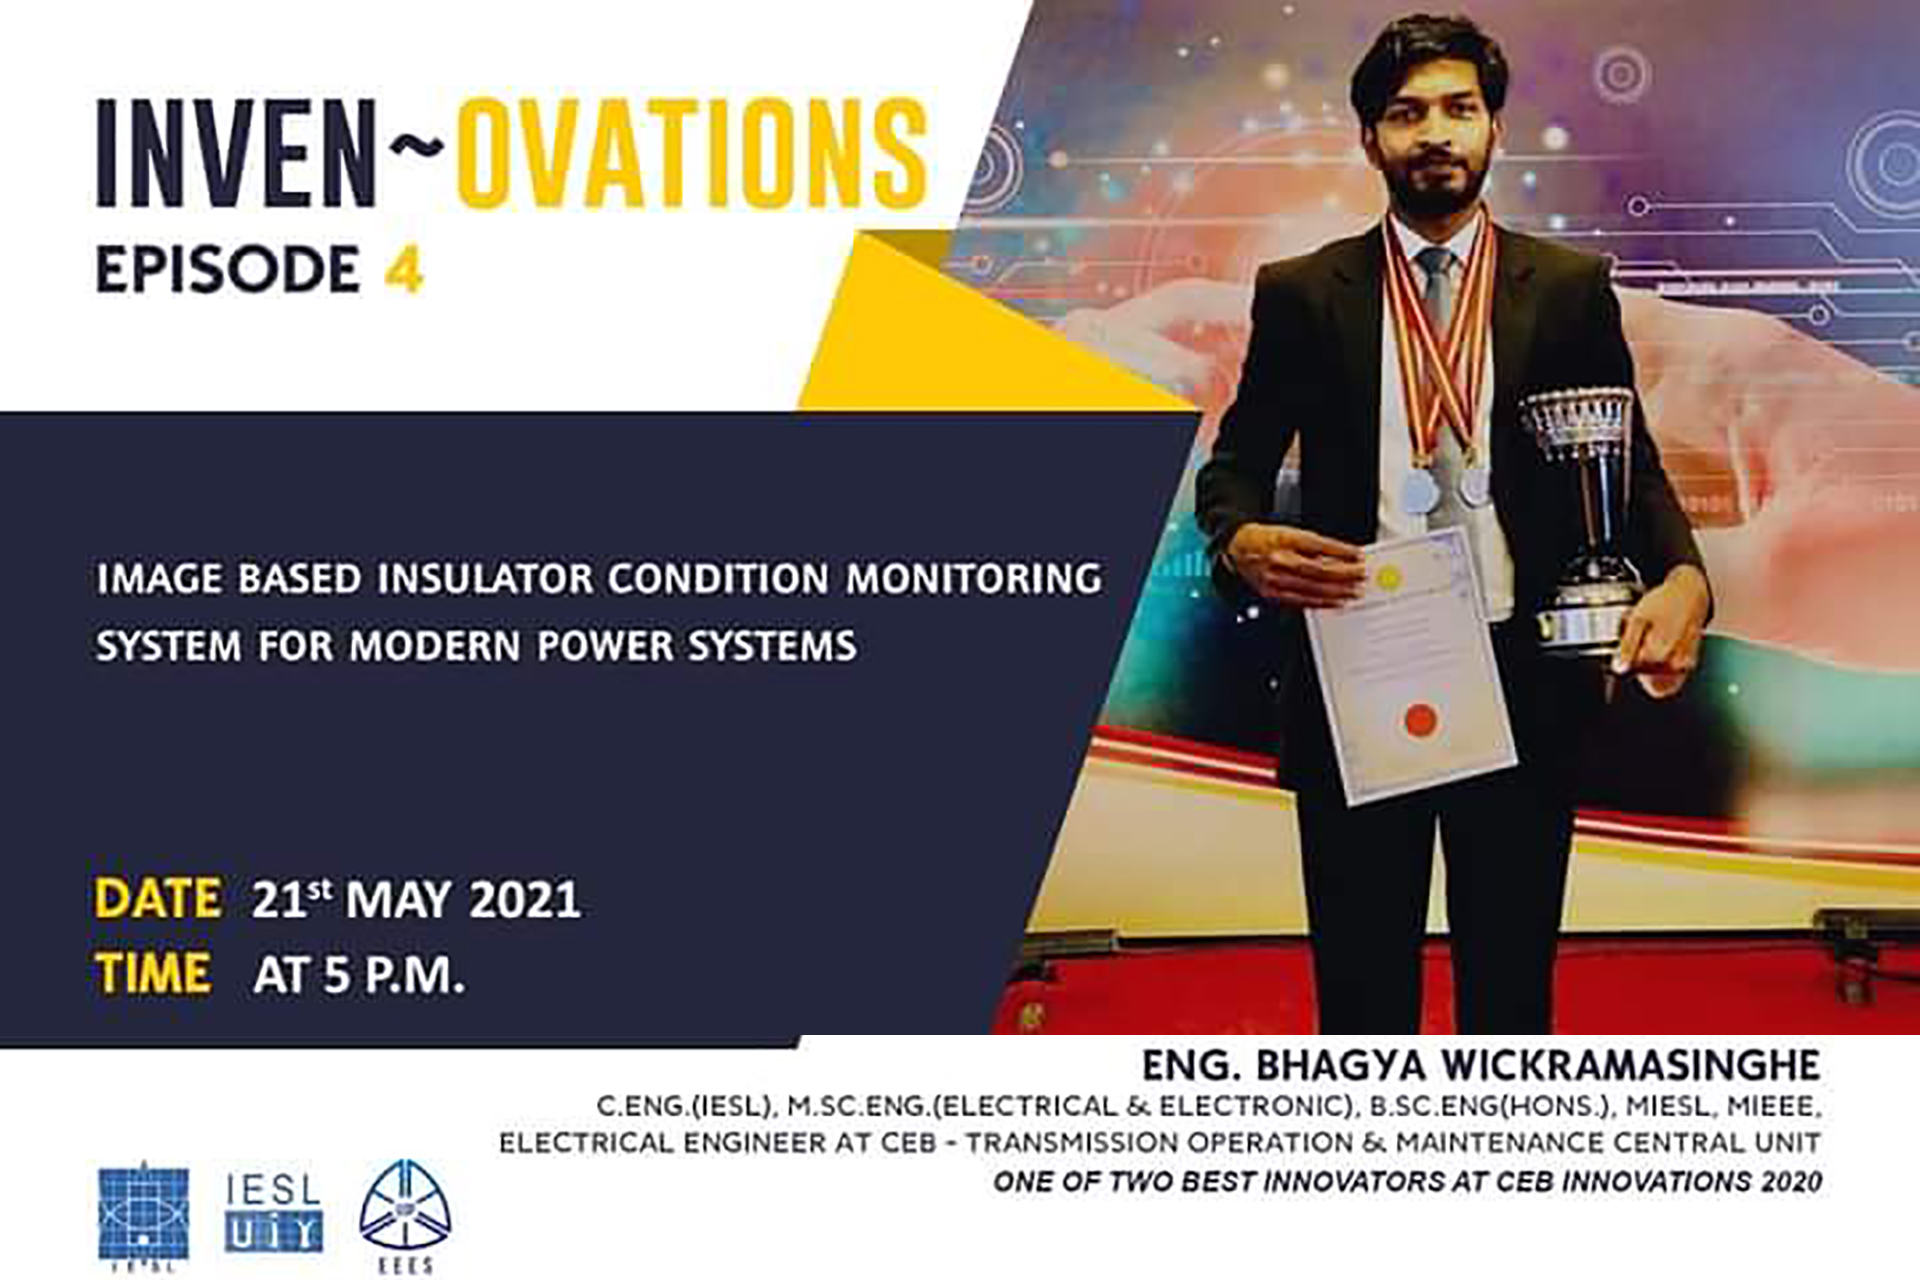 INVEN~OVATIONS
EPISODE 4
IMAGE BASED INSULATOR CONDITION MONITORING
SYSTEM FOR MODERN POWER SYSTEMS
DATE 21st MAY 2021
TIME AT 5 P.M.
ENG. BHAGYA WICKRAMASINGHE
C.ENG.(IESL), M.SC.ENG.(ELECTRICAL & ELECTRONIC), B.SC.ENG(HONS.), MIESL, MIEEE,
ELECTRICAL ENGINEER AT CEB - TRANSMISSION OPERATION & MAINTENANCE CENTRAL UNIT
ONE OF TWO BEST INNOVATORS AT CEB INNOVATIONS 2020
IESL
IESL
UiY
EEES